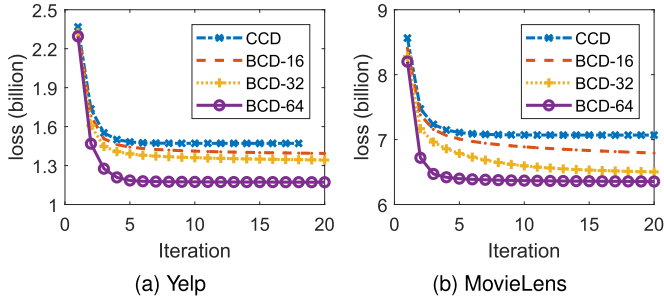 2.5
2.2
1.9
1.6
1.3
1
loss (billion)
0 5 10 15 20
Iteration
CCD
BCD-16
BCD-32
BCD-64
(a) Yelp
9
8
7
6
loss (billion)
0 5 10 15 20
Iteration
CCD
BCD-16
BCD-32
BCD-64
(b) MovieLens